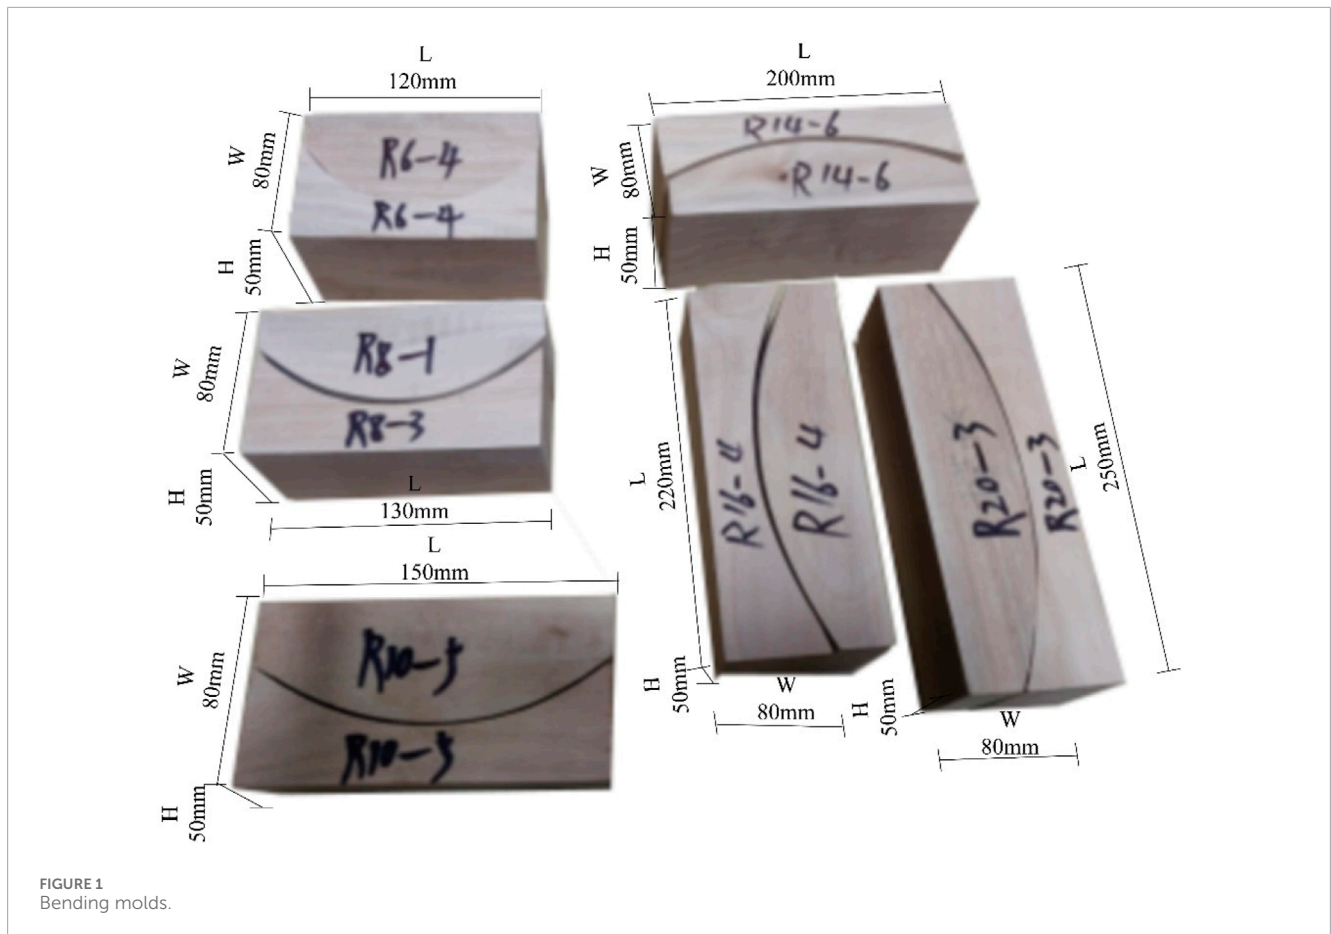 L
120mm
W
80mm
R6-4
R6-4
H
50mm
L
200mm
W
80mm
R14-6
R14-6
H
50mm
W
80mm
R8-1
R8-3
H
50mm
L
130mm
L
150mm
W
80mm
R10-5
R10-5
H
50mm
L
220mm
R16-4
R16-4
H
50mm
W
80mm
R20-3
R20-3
L
250mm
H
50mm
W
80mm
FIGURE 1
Bending molds.